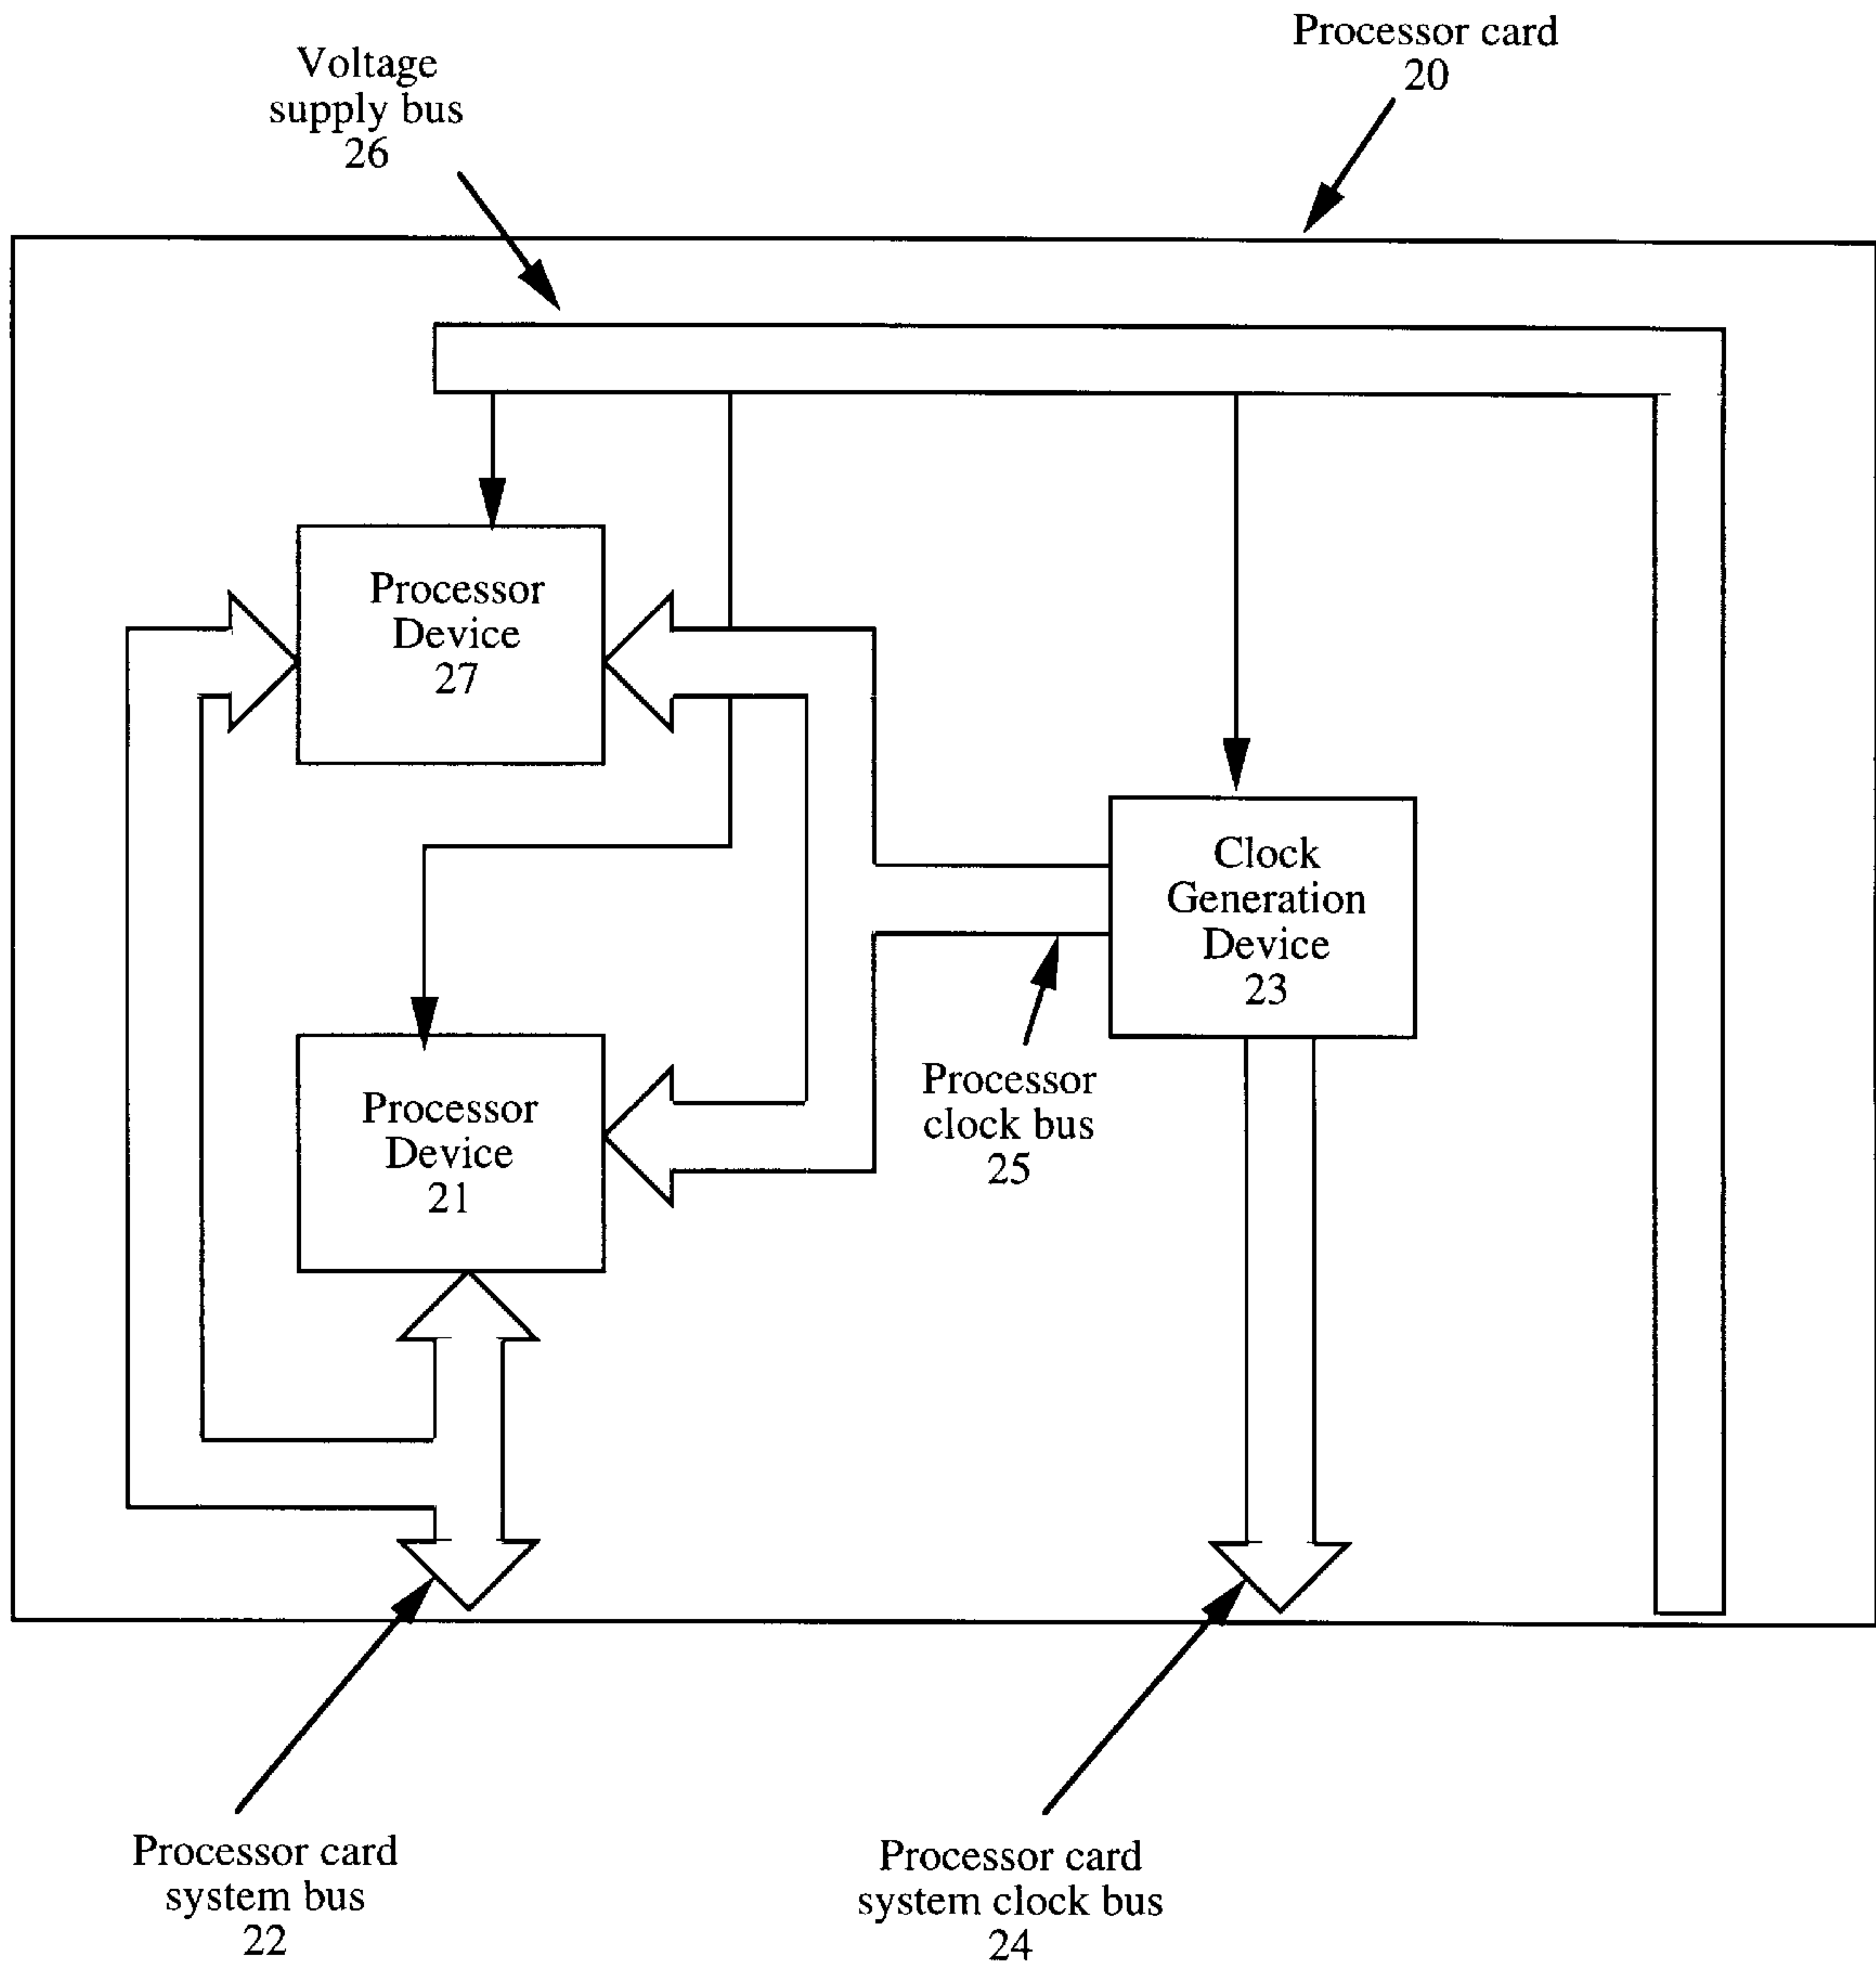 Processor card
20
Voltage
supply bus
26
Processor
Device
27
Clock
Generation
Device
23
Processor
clock bus
25
Processor
Device
21
Processor card
system bus
22
Processor card
system clock bus
24